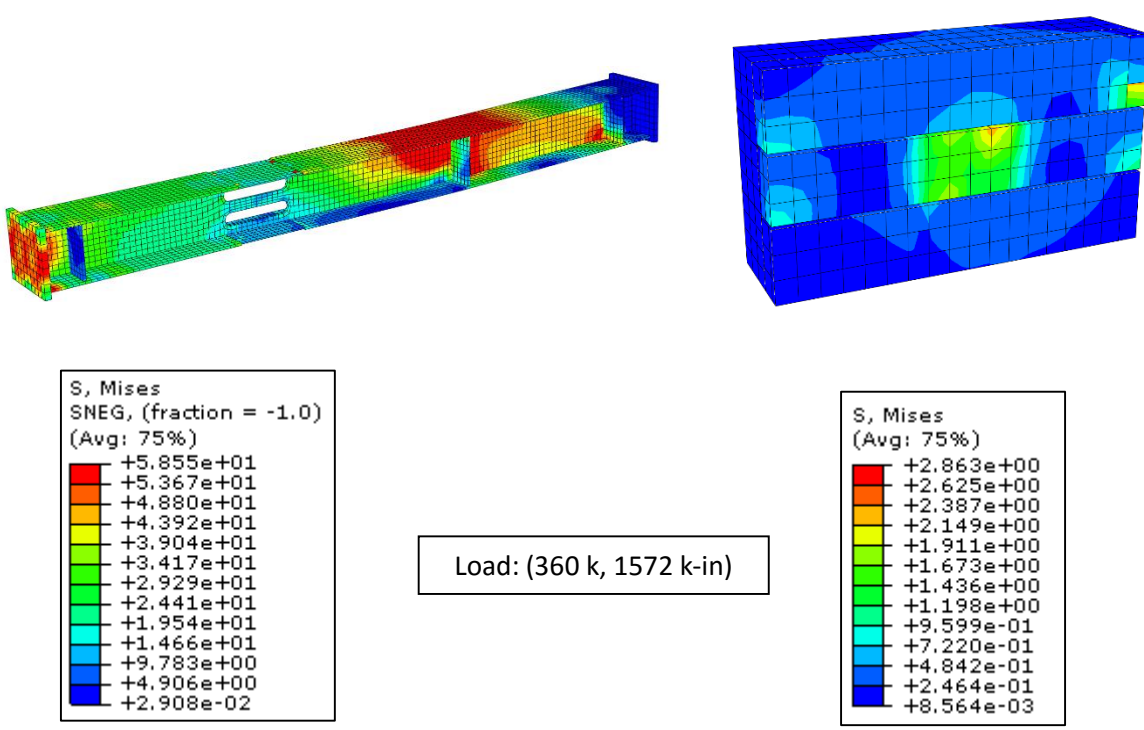 S, Mises
SNEG, (fraction = -1.0)
(Avg: 75%)
+5.855e+01
+5.367e+01
+4.880e+01
+4.392e+01
+3.904e+01
+3.417e+01
+2.929e+01
+2.441e+01
+1.954e+01
+1.466e+01
+9.783e+00
+4.906e+00
+2.908e-02
Load: (360 k, 1572 k-in)
S, Mises
(Avg: 75%)
+2.863e+00
+2.625e+00
+2.387e+00
+2.149e+00
+1.911e+00
+1.673e+00
+1.436e+00
+1.198e+00
+9.599e-01
+7.220e-01
+4.842e-01
+2.464e-01
+8.564e-03